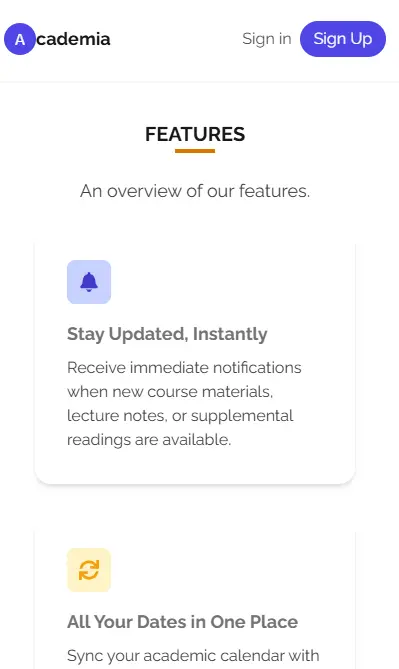 Academia
Sign in
Sign Up
FEATURES
An overview of our features.
Stay Updated, Instantly
Receive immediate notifications
when new course materials,
lecture notes, or supplemental
readings are available.
All Your Dates in One Place
Sync your academic calendar with